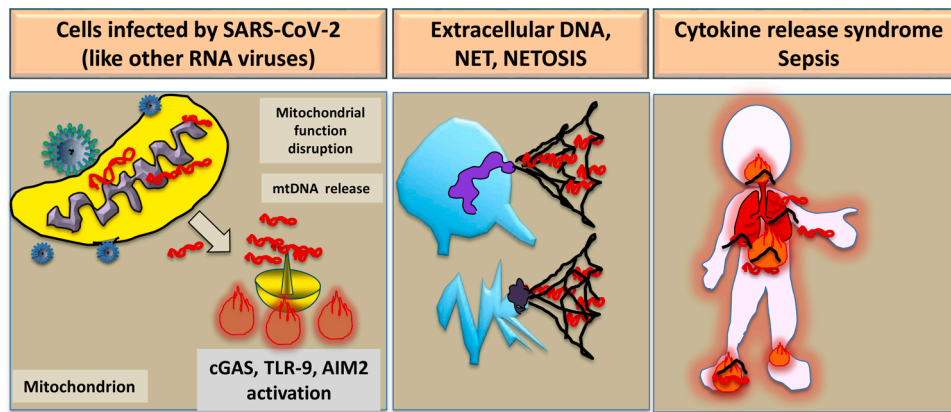 Cells infected by SARS-CoV-2
(like other RNA viruses)
Extracellular DNA,
NET, NETOSIS
Cytokine release syndrome
Sepsis
Mitochondrial
function
disruption
mtDNA release
cGAS, TLR-9, AIM2
activation
Mitochondrion